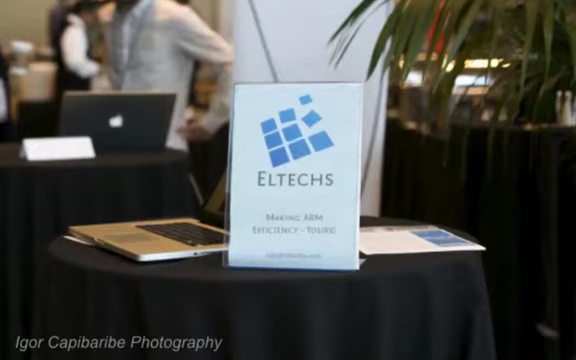 ELTECHS
MAKING ARM
EFFICIENCY - YOURS!
Igor Capibaribe Photography